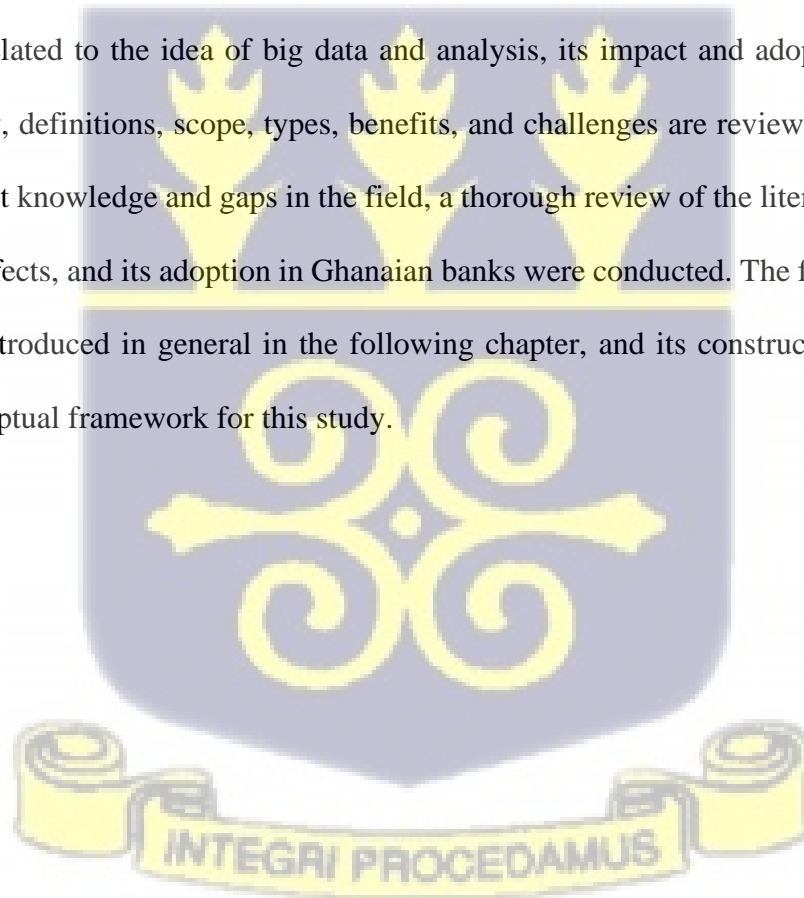 lated to the idea of big data and analysis, its impact and adop
, definitions, scope, types, benefits, and challenges are review
t knowledge and gaps in the field, a thorough review of the liter
fects, and its adoption in Ghanaian banks were conducted. The f
troduced in general in the following chapter, and its construc
ptual framework for this study.
INTEGRI PROCEDAMUS